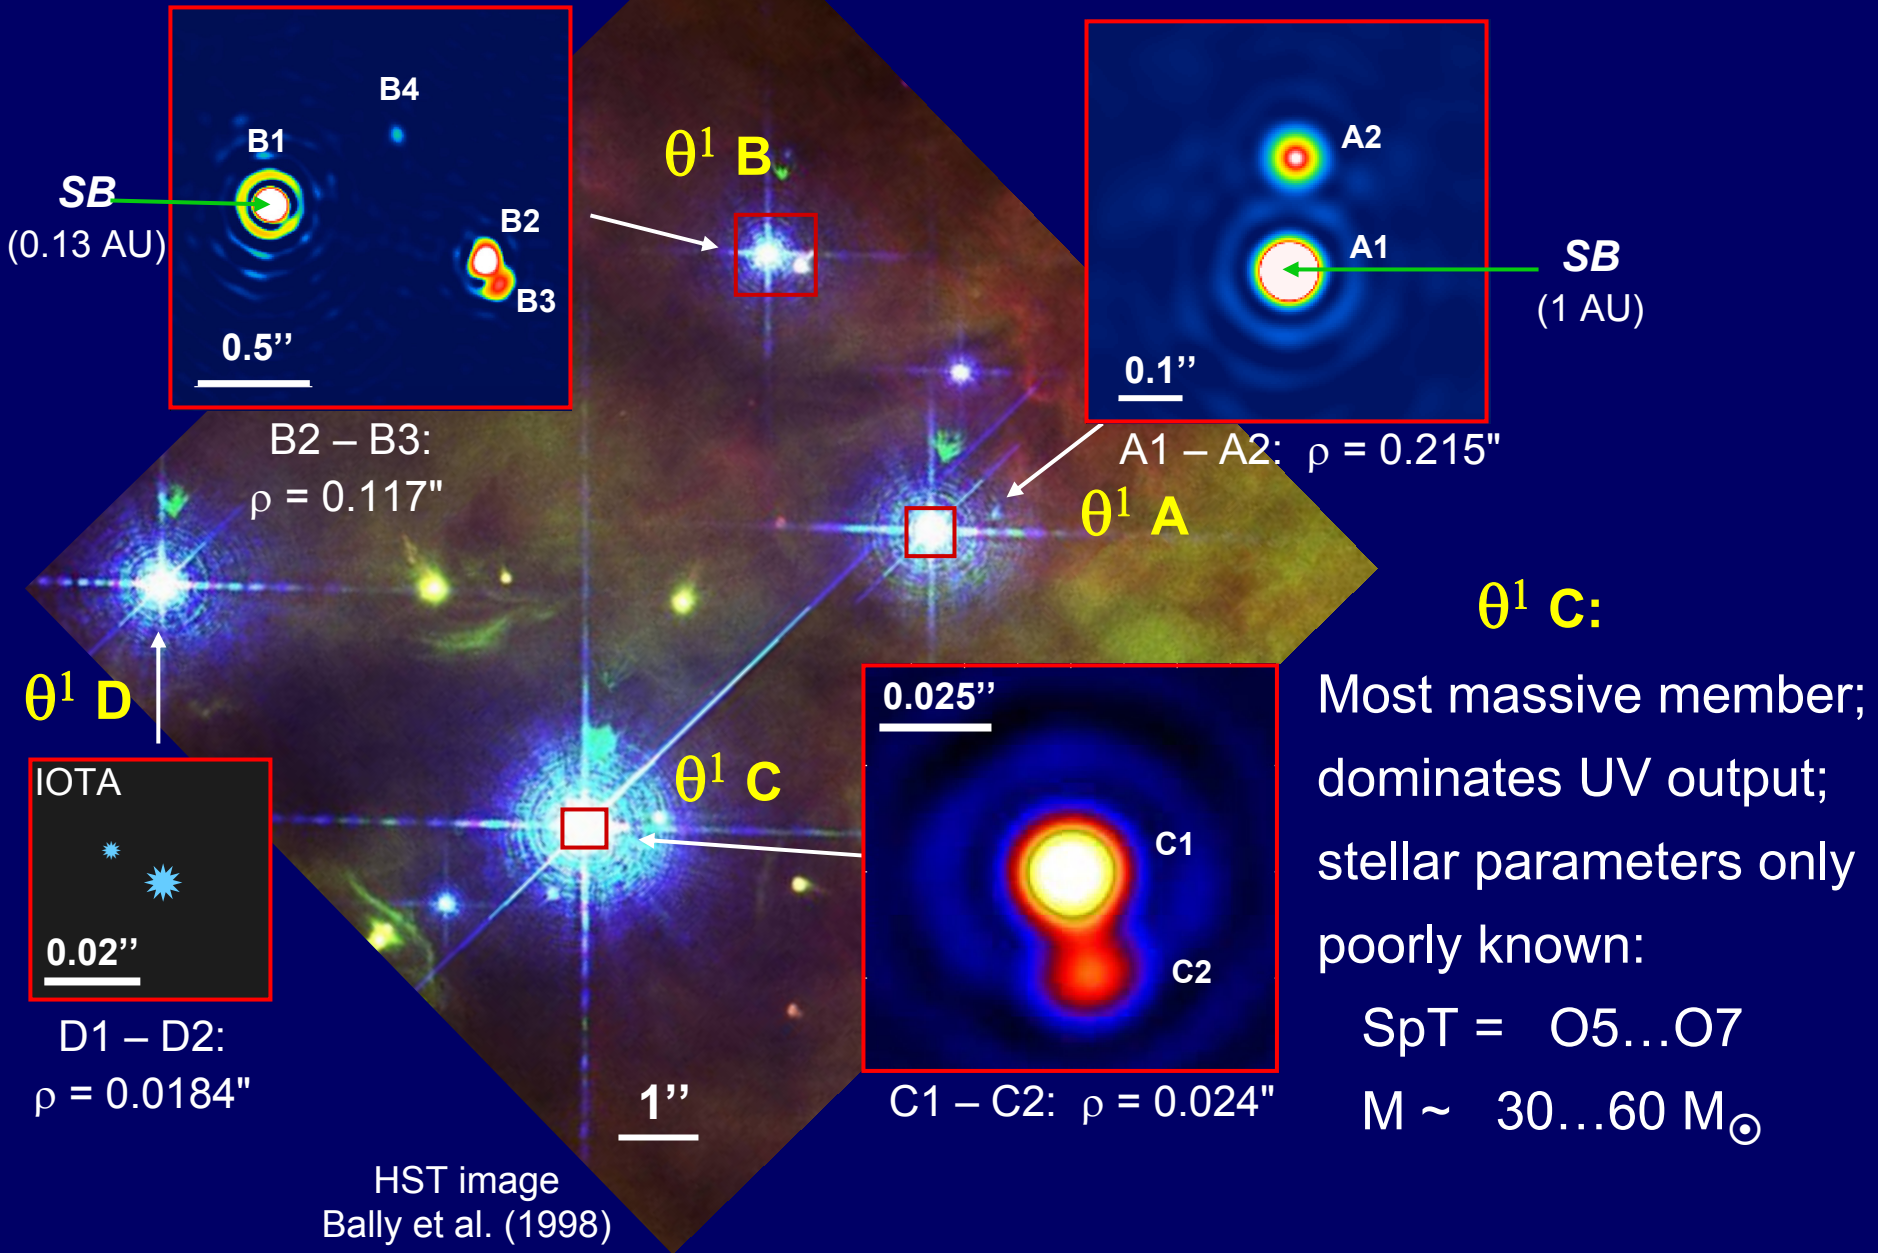 B4
B1
SB
(0.13 AU)
B2
B3
0.5’’
B2 – B3:
ρ = 0.117"
θ¹ B
A2
A1
SB
(1 AU)
0.1’’
A1 – A2: ρ = 0.215"
θ¹ A
θ¹ D
IOTA
0.02’’
D1 – D2:
ρ = 0.0184"
θ¹ C
0.025’’
C1
C2
C1 – C2: ρ = 0.024"
1’’
HST image
Bally et al. (1998)
θ¹ C:
Most massive member;
dominates UV output;
stellar parameters only
poorly known:
SpT = O5…O7
M ~ 30…60 M☉